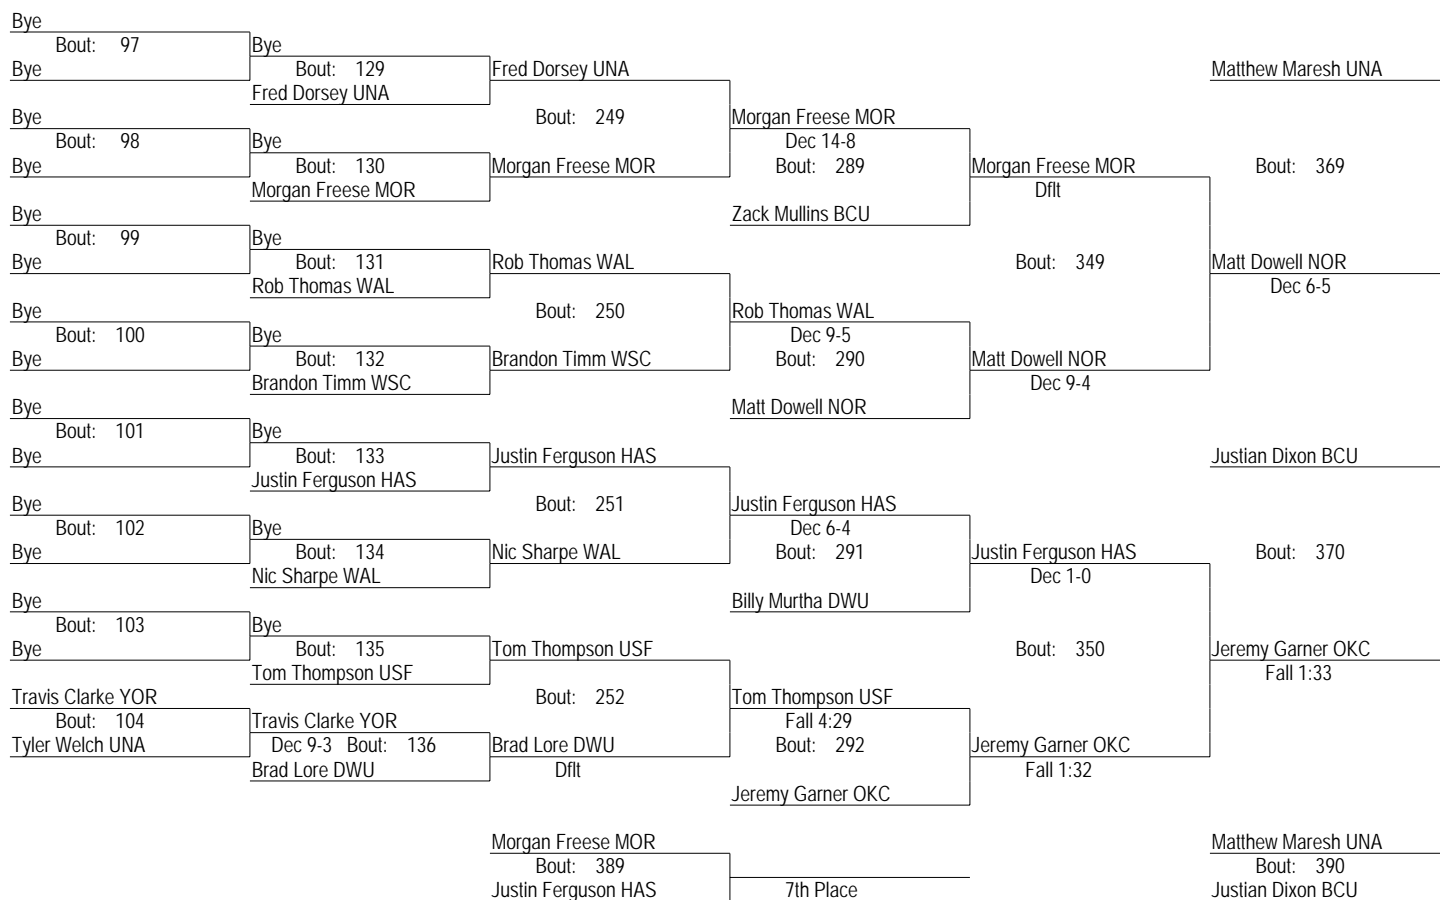 Bye
Bout: 97 Bye
Bye Bout: 129 Fred Dorsey UNA Matthew Maresh UNA
Fred Dorsey UNA
Bye Bout: 249 Morgan Freese MOR
Bout: 98 Bye Dec 14-8
Bye Bout: 130 Morgan Freese MOR Bout: 289 Morgan Freese MOR Bout: 369
Morgan Freese MOR Dflt
Bye Zack Mullins BCU
Bout: 99 Bye
Bye Bout: 131 Rob Thomas WAL Bout: 349 Matt Dowell NOR
Rob Thomas WAL Dec 6-5
Bye Bout: 250 Rob Thomas WAL
Bout: 100 Bye Dec 9-5
Bye Bout: 132 Brandon Timm WSC Bout: 290 Matt Dowell NOR
Brandon Timm WSC Dec 9-4
Bye Matt Dowell NOR
Bout: 101 Bye
Bye Bout: 133 Justin Ferguson HAS Justian Dixon BCU
Justin Ferguson HAS
Bye Bout: 251 Justin Ferguson HAS
Bout: 102 Bye Dec 6-4
Bye Bout: 134 Nic Sharpe WAL Bout: 291 Justin Ferguson HAS Bout: 370
Nic Sharpe WAL Dec 1-0
Bye Billy Murtha DWU
Bout: 103 Bye
Bye Bout: 135 Tom Thompson USF Bout: 350 Jeremy Garner OKC
Tom Thompson USF Fall 1:33
Travis Clarke YOR Bout: 252 Tom Thompson USF
Bout: 104 Travis Clarke YOR Fall 4:29
Tyler Welch UNA Dec 9-3 Bout: 136 Brad Lore DWU Bout: 292 Jeremy Garner OKC
Brad Lore DWU Dflt Fall 1:32
Jeremy Garner OKC
Morgan Freese MOR Matthew Maresh UNA
Bout: 389 Bout: 390
Justin Ferguson HAS 7th Place Justian Dixon BCU